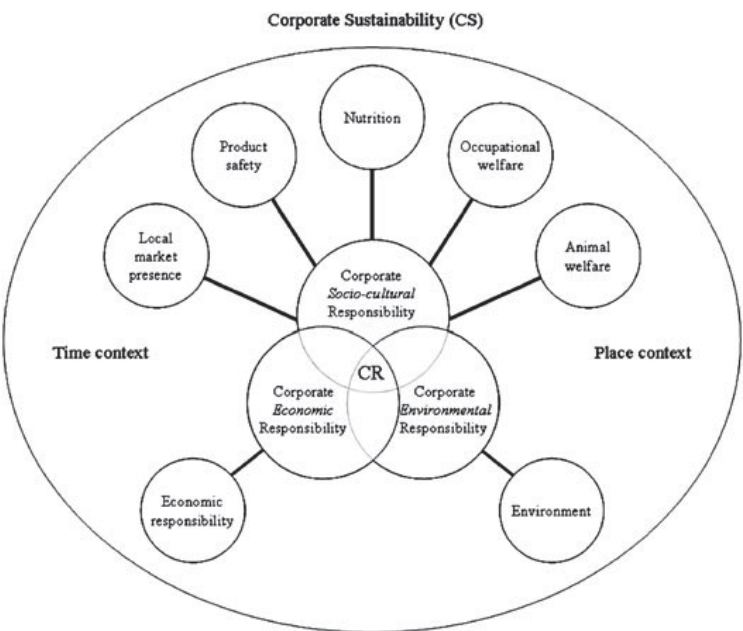 Corporate Sustainability (CS)
Nutrition
Product
safety
Occupational
welfare
Local
market
presence
Animal
welfare
Corporate
Socio-cultural
Responsibility
Time context
Place context
CR
Corporate
Economic
Responsibility
Corporate
Environmental
Responsibility
Economic
responsibility
Environment